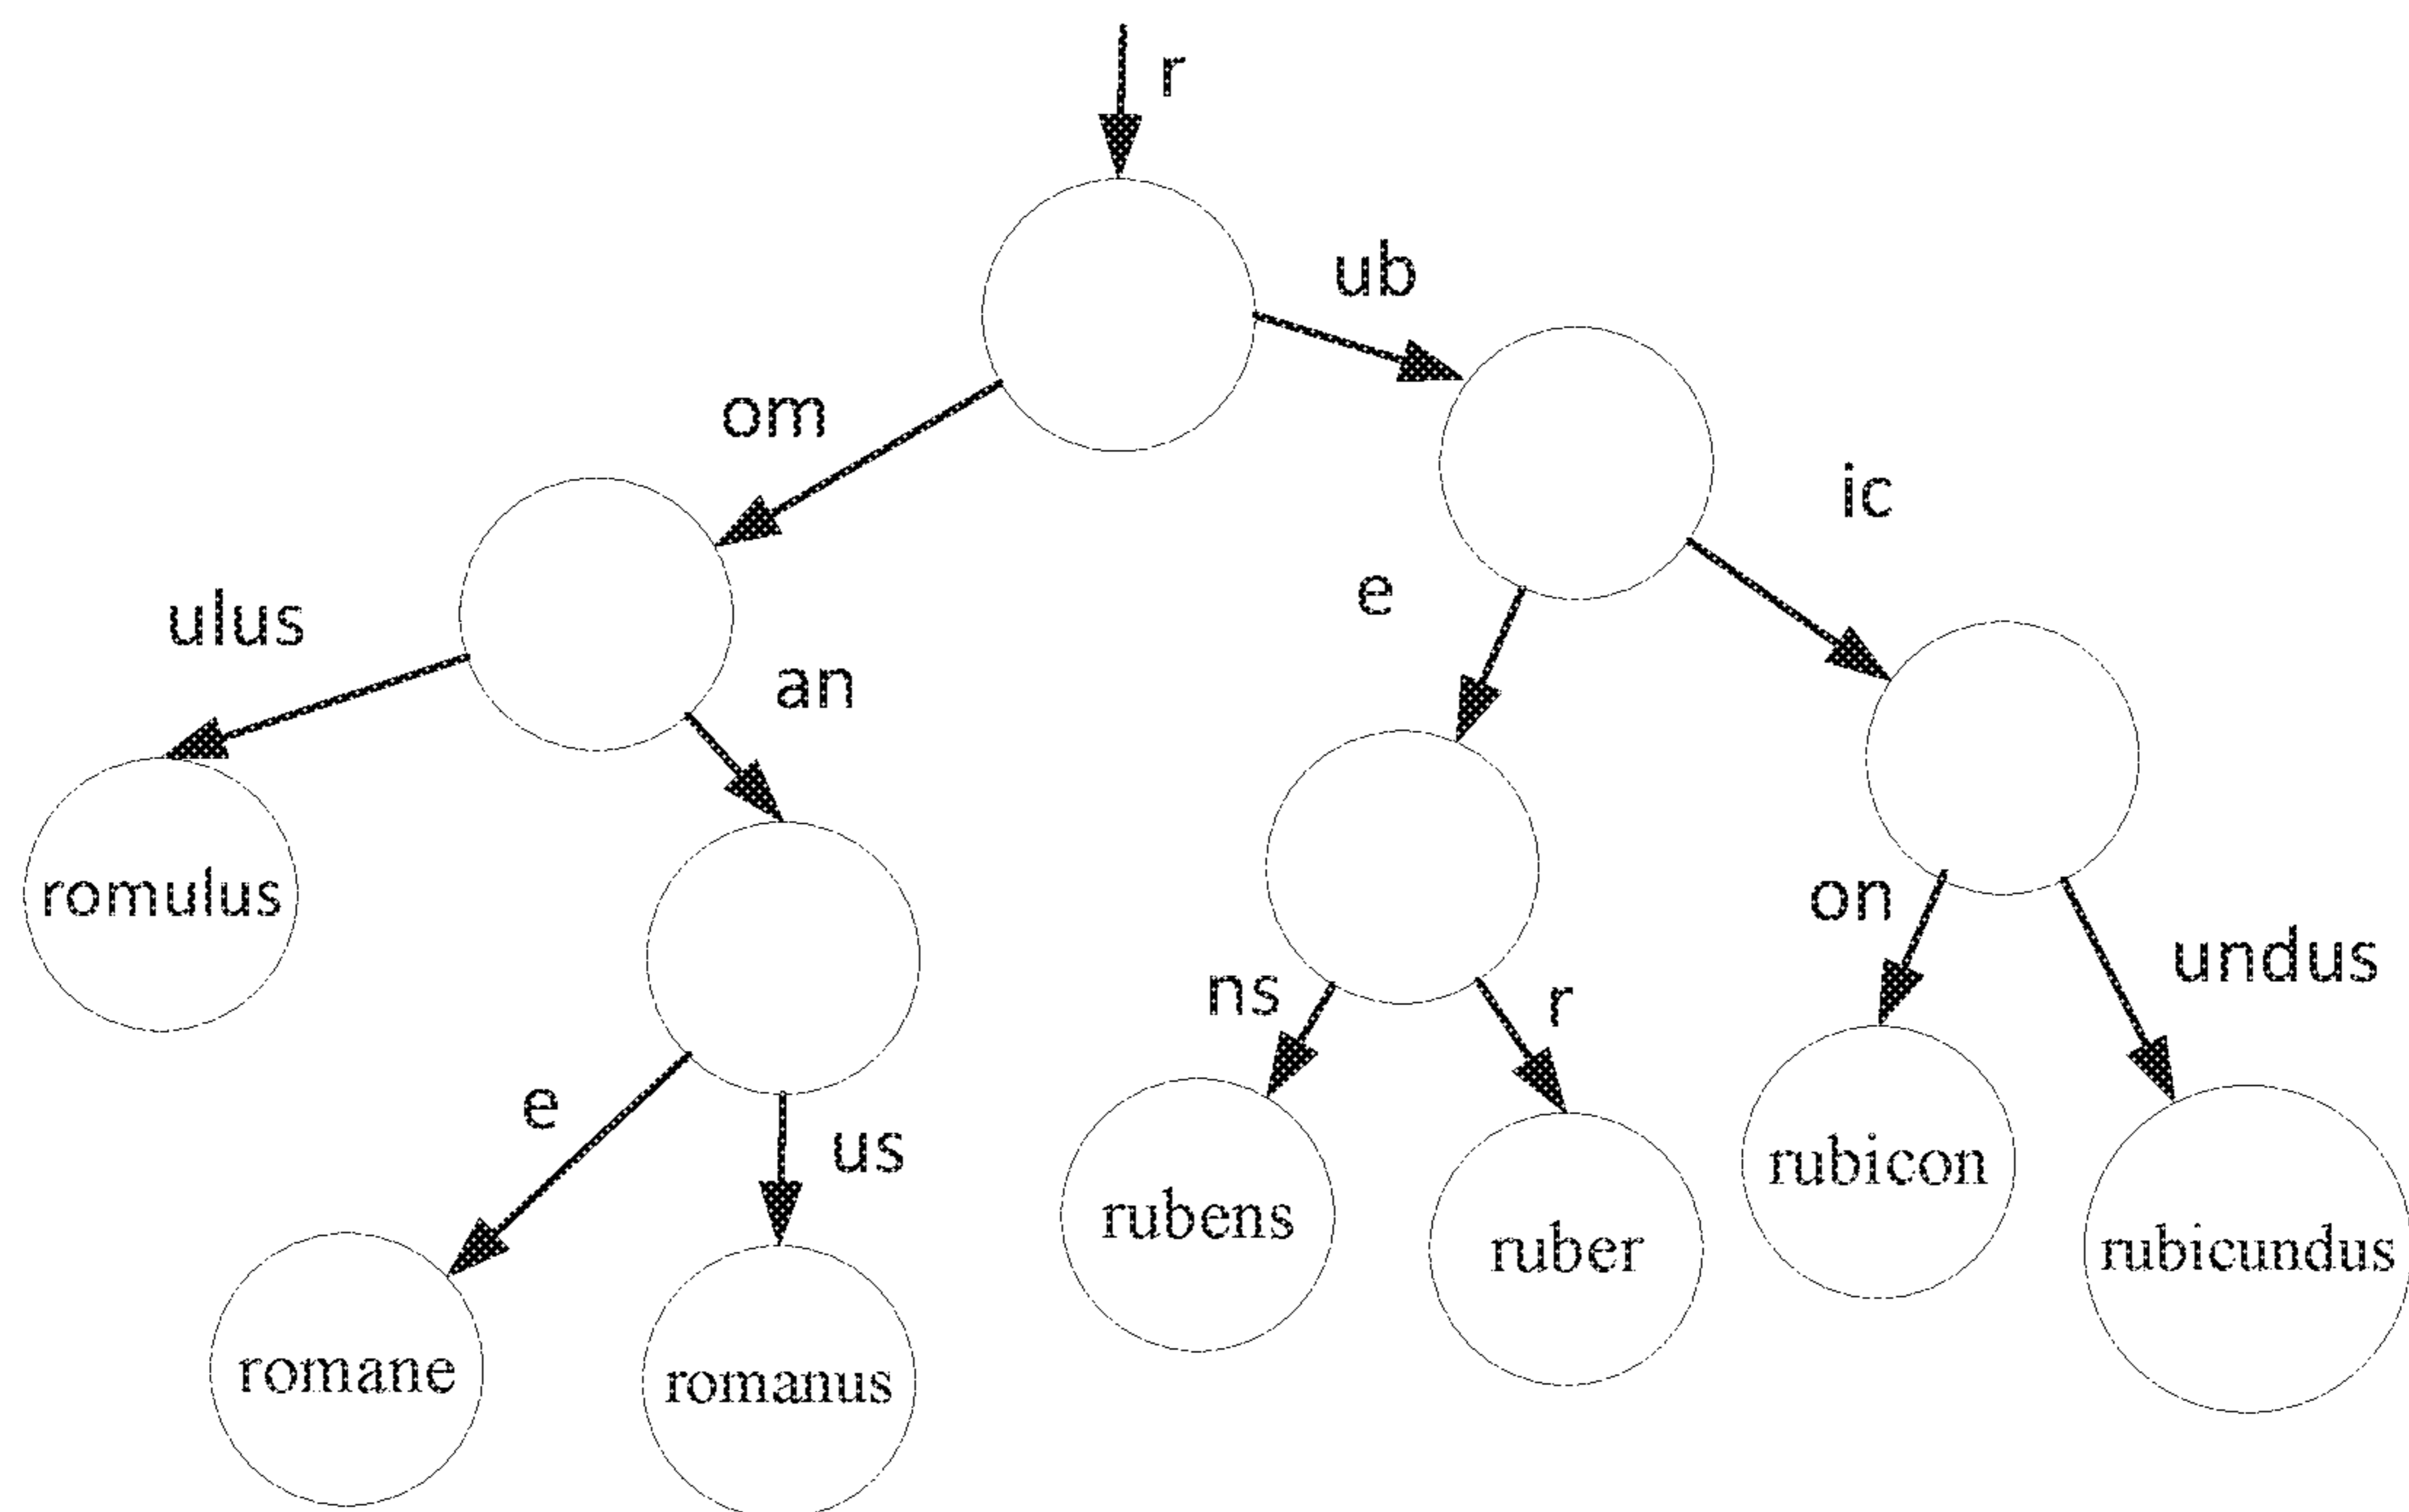 r
ub
om
ic
e
ulus
an
romulus
on
undus
ns
r
e
us
rubicon
rubens
ruber
rubicundus
romane
romanus